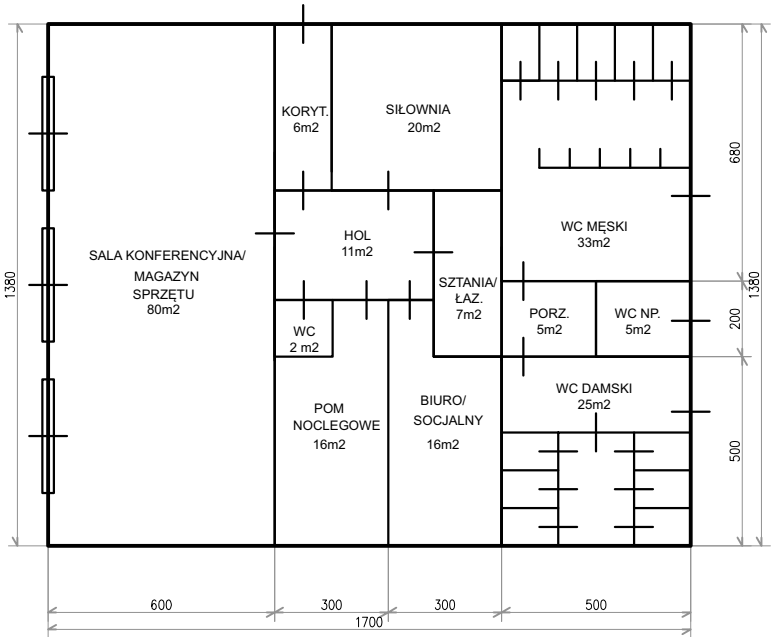 KORYT.
6m2
SIŁOWNIA
20m2
680
WC MĘSKI
33m2
HOL
11m2
SALA KONFERENCYJNA/
MAGAZYN
SPRZĘTU
80m2
1380
1380
SZTANIA/
ŁAZ.
7m2
PORZ.
5m2
WC NP.
5m2
200
WC
2 m2
WC DAMSKI
25m2
POM
NOCLEGOWE
16m2
BIURO/
SOCJALNY
16m2
500
600
300
300
500
1700